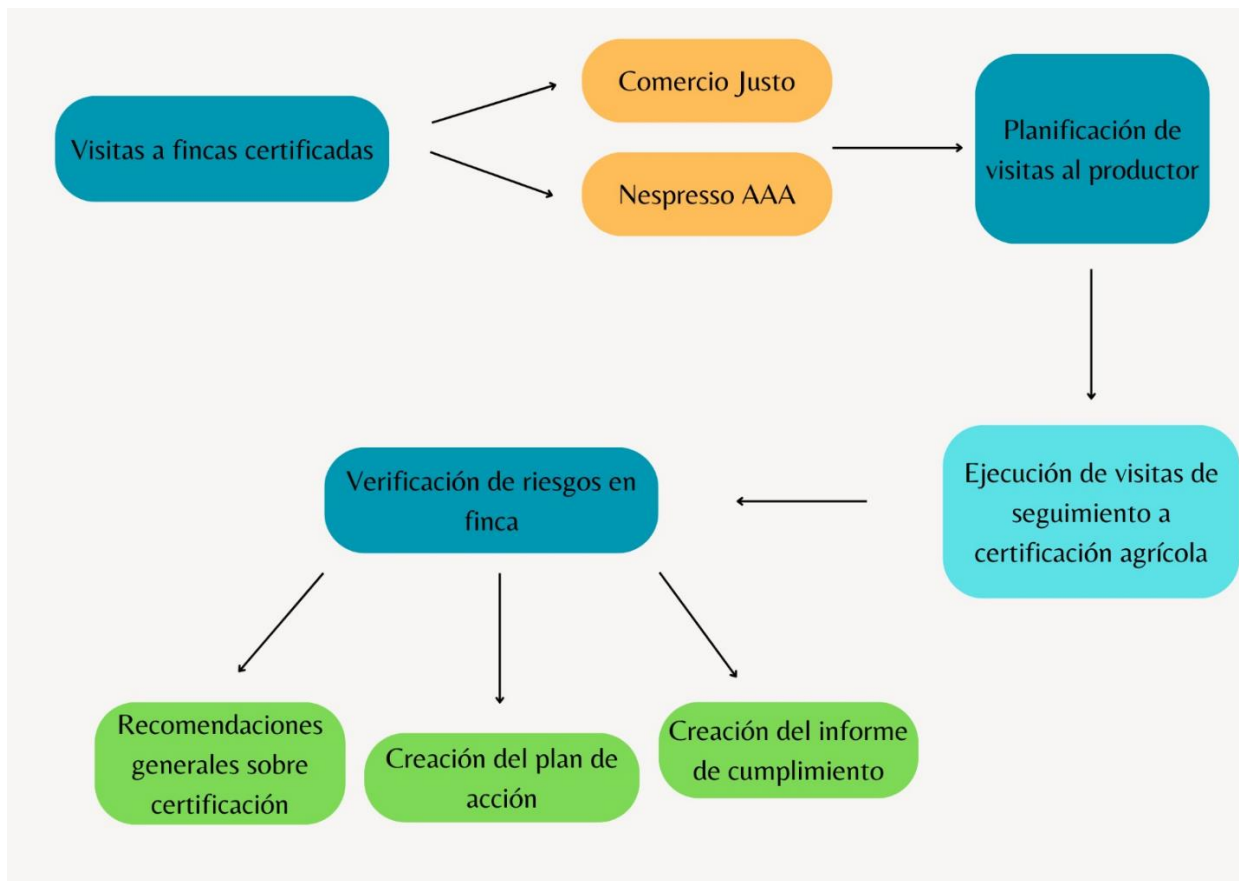 Comercio Justo
Visitas a fincas certificadas
Nespresso AAA
Planificación de
visitas al productor
Ejecución de visitas de
seguimiento a
certificación agrícola
Verificación de riesgos en
finca
Recomendaciones
generales sobre
certificación
Creación del plan de
acción
Creación del informe
de cumplimiento